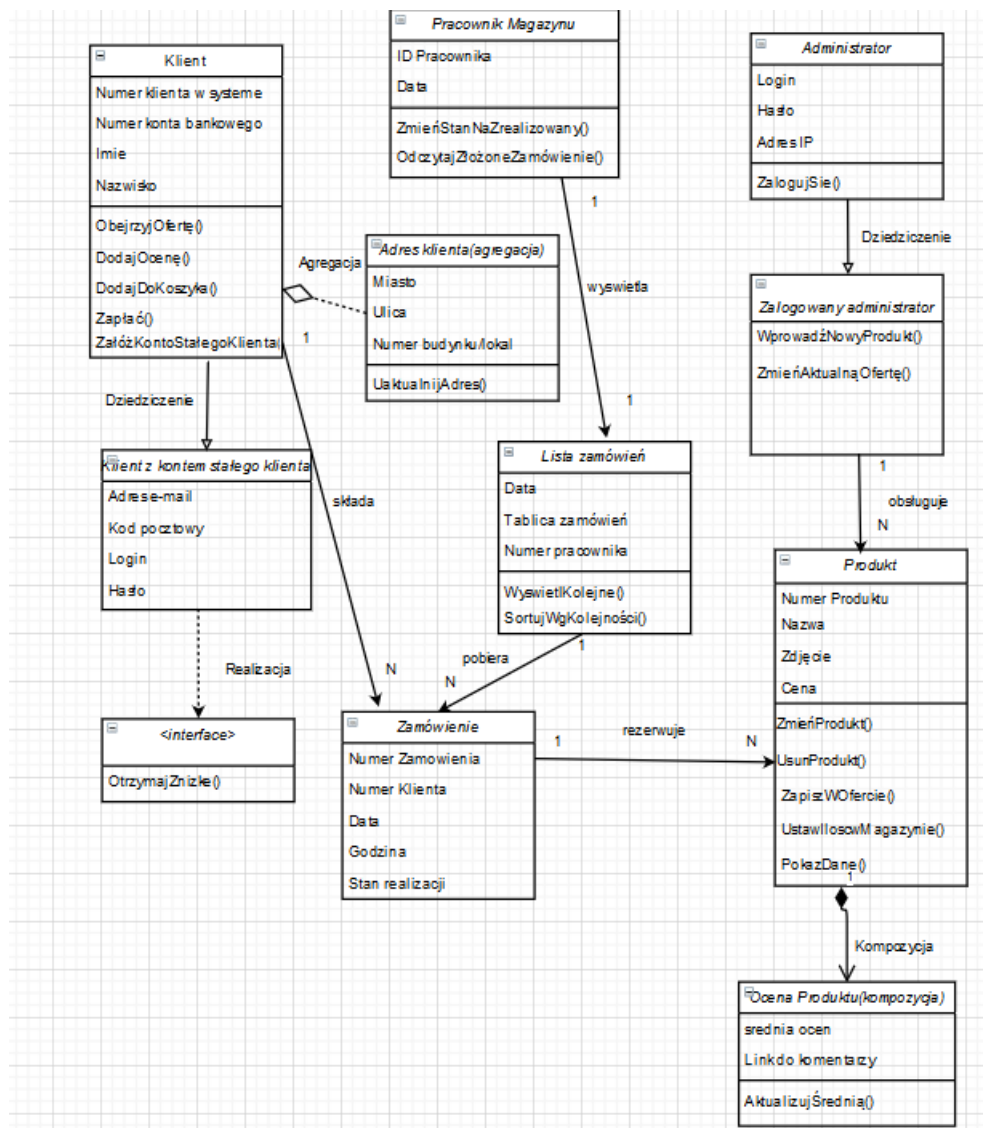 Pracownik Magazynu
ID Pracownika
Data
ZmieńStanNaZrealizowany()
OdczytajZłożoneZamówienie()
Administrator
Login
Hasło
Adres IP
ZalogujSie()
Klient
Numer klienta w systeme
Numer konta bankowego
Imie
Nazwisko
ObejrzyjOfertę()
DodajOcenę()
DodajDoKoszyka()
Zapłać()
ZałóżKontoStałegoKlienta(
Agregacja
1
Adres klienta(agregacja)
Miasto
Ulica
Numer budynku/lokal
UaktualnijAdres()
1
wyswietla
1
Dziedziczenie
Zalogowany administrator
WprowadźNowyProdukt()
ZmieńAktualnąOfertę()
Dziedziczenie
Klient z kontem stałego klienta
Adres e-mail
Kod pocztowy
Login
Hasło
składa
N
Lista zamówień
Data
Tablica zamówień
Numer pracownika
WyswietlKolejne()
SortujWgKolejności()
1
obsługuje
N
Produkt
Numer Produktu
Nazwa
Zdjęcie
Cena
ZmieńProdukt()
UsunProdukt()
ZapiszWOfercie()
UstawIloscwMagazynie()
PokazDane()
1
Realizacja
<interface>
OtrzymajZnizke()
pobiera
1
N
Zamówienie
Numer Zamowienia
Numer Klienta
Data
Godzina
Stan realizacji
1
rezerwuje
N
Kompozycja
Ocena Produktu(kompozycja)
srednia ocen
Link do komentarzy
AktualizujŚrednią()